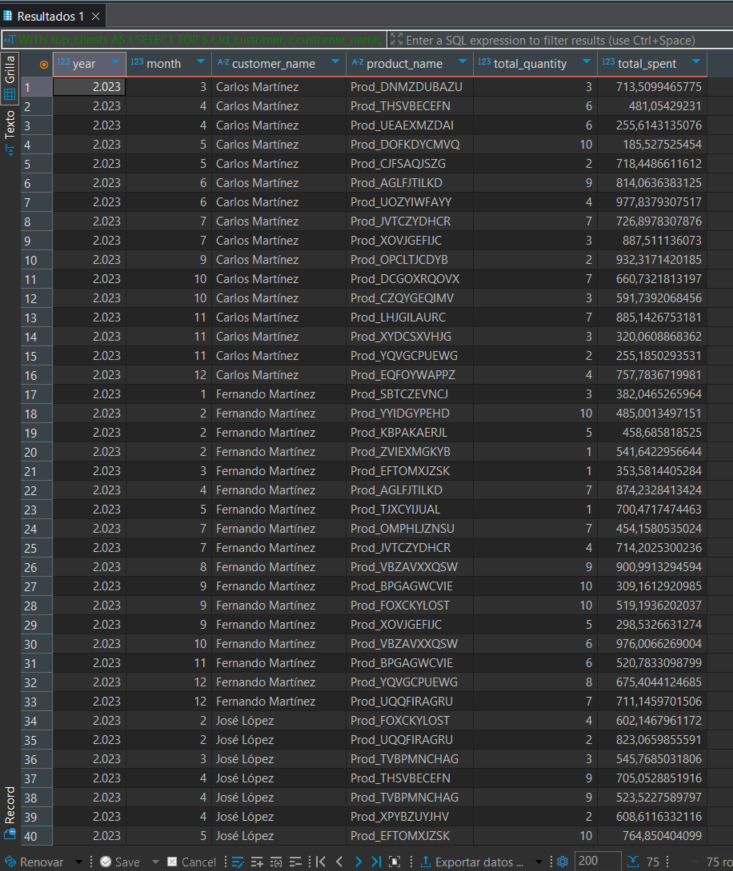 Resultados 1 ×
WITH top_clients AS ( SELECT TOP 5 c.id_customer, c.customer_name Enter a SQL expression to filter results (use Ctrl+Space)
Grilla
Texto
Record
123 year 123 month A-Z customer_name A-Z product_name 123 total_quantity 123 total_spent
1 2.023 3 Carlos Martínez Prod_DNMZDUBAZU 3 713,5099465775
2 2.023 4 Carlos Martínez Prod_THSVBECEFN 6 481,05429231
3 2.023 4 Carlos Martínez Prod_UEAEXMZDAI 6 255,6143135076
4 2.023 5 Carlos Martínez Prod_DOFKDYCMVQ 10 185,527525454
5 2.023 5 Carlos Martínez Prod_CJFSAQJSZG 2 718,4486611612
6 2.023 6 Carlos Martínez Prod_AGLFJTILKD 9 814,0636383125
7 2.023 6 Carlos Martínez Prod_UOZYIWFAYY 4 977,8379307517
8 2.023 7 Carlos Martínez Prod_JVTCZYDHCR 7 726,8978307876
9 2.023 7 Carlos Martínez Prod_XOVJGEFIJC 3 887,511136073
10 2.023 9 Carlos Martínez Prod_OPCLTJCDYB 2 932,3171420185
11 2.023 10 Carlos Martínez Prod_DCGOXRQOVX 7 660,7321813197
12 2.023 10 Carlos Martínez Prod_CZQYGEQIMV 3 591,7392068456
13 2.023 11 Carlos Martínez Prod_LHJGILAURC 7 885,1426753181
14 2.023 11 Carlos Martínez Prod_XYDCSXVHJG 3 320,0608868362
15 2.023 11 Carlos Martínez Prod_YQVGCPUEWG 2 255,1850293531
16 2.023 12 Carlos Martínez Prod_EQFOYWAPPZ 4 757,7836719981
17 2.023 1 Fernando Martínez Prod_SBTCZEVNCJ 3 382,0465265964
18 2.023 2 Fernando Martínez Prod_YYIDGYPEHD 10 485,0013497151
19 2.023 2 Fernando Martínez Prod_KBPAKAERJL 5 458,685818525
20 2.023 2 Fernando Martínez Prod_ZVIEXMGKYB 1 541,6422956644
21 2.023 3 Fernando Martínez Prod_EFTOMXJZSK 1 353,5814405284
22 2.023 4 Fernando Martínez Prod_AGLFJTILKD 7 874,2328413424
23 2.023 5 Fernando Martínez Prod_TJXCYIJUAL 1 700,4717474463
24 2.023 7 Fernando Martínez Prod_OMPHLJZNSU 7 454,1580535024
25 2.023 7 Fernando Martínez Prod_JVTCZYDHCR 4 714,2025300236
26 2.023 8 Fernando Martínez Prod_VBZAVXXQSW 9 900,9913294594
27 2.023 9 Fernando Martínez Prod_BPGAGWCVIE 10 309,1612920985
28 2.023 9 Fernando Martínez Prod_FOXCKYLOST 10 519,1936202037
29 2.023 9 Fernando Martínez Prod_XOVJGEFIJC 5 298,5326631274
30 2.023 10 Fernando Martínez Prod_VBZAVXXQSW 6 976,0066269004
31 2.023 11 Fernando Martínez Prod_BPGAGWCVIE 6 520,7833098799
32 2.023 12 Fernando Martínez Prod_YQVGCPUEWG 8 675,4044124685
33 2.023 12 Fernando Martínez Prod_UQQFIRAGRU 7 711,1459701506
34 2.023 2 José López Prod_FOXCKYLOST 4 602,1467961172
35 2.023 2 José López Prod_UQQFIRAGRU 2 823,0659855591
36 2.023 3 José López Prod_TVBPMNCHAG 3 545,7685031806
37 2.023 4 José López Prod_THSVBECEFN 9 705,0528851916
38 2.023 4 José López Prod_TVBPMNCHAG 9 523,5227589797
39 2.023 4 José López Prod_XPYBZUYJHV 2 608,6116332116
40 2.023 5 José López Prod_EFTOMXJZSK 10 764,850404099
Renovar Save Cancel Exportar datos ... 200 75 75 ro